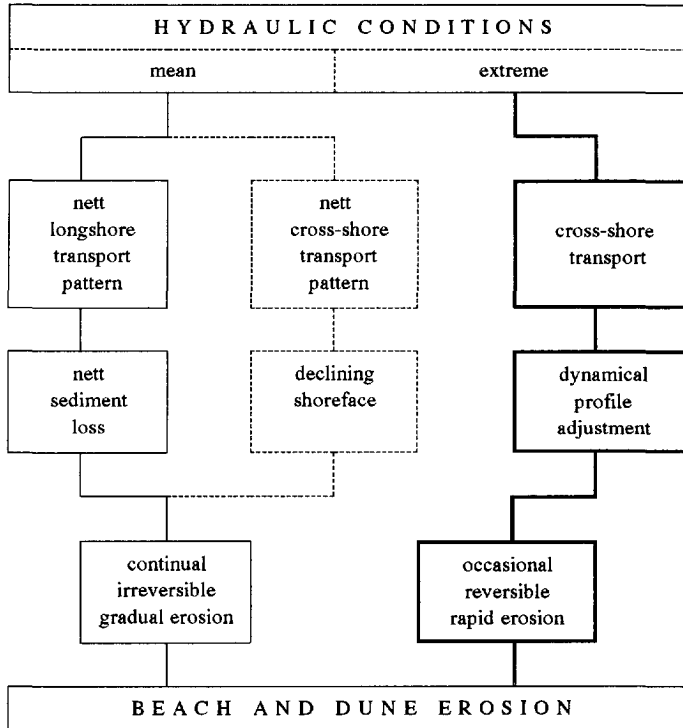 HYDRAULIC CONDITIONS
mean
extreme
nett
longshore
transport
pattern
nett
cross-shore
transport
pattern
cross-shore
transport
nett
sediment
loss
declining
shoreface
dynamical
profile
adjustment
continual
irreversible
gradual erosion
occasional
reversible
rapid erosion
BEACH AND DUNE EROSION